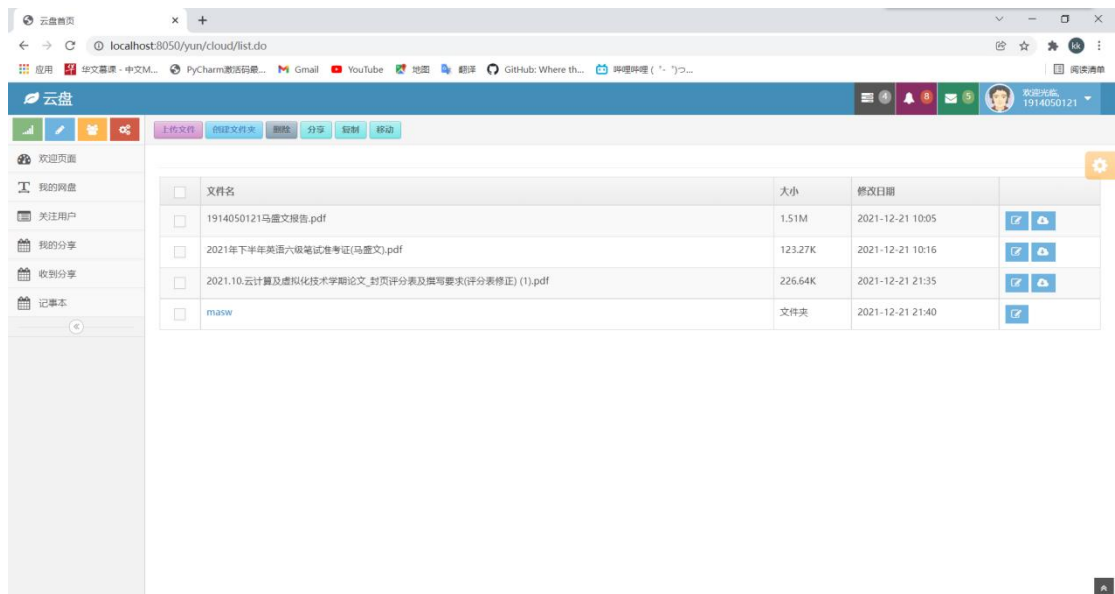 云盘首页
localhost:8050/yun/cloud/list.do
kk
应用 华文慕课 - 中文M... PyCharm激活码最... Gmail YouTube 地图 翻译 GitHub: Where th... 哔哩哔哩 ( ゜- ゜)つ... 阅读清单
云盘 4 8 5 欢迎光临, 1914050121
上传文件 创建文件夹 删除 分享 复制 移动
欢迎页面
我的网盘
关注用户
我的分享
收到分享
记事本
文件名 大小 修改日期
1914050121马盛文报告.pdf 1.51M 2021-12-21 10:05
2021年下半年英语六级笔试准考证(马盛文).pdf 123.27K 2021-12-21 10:16
2021.10.云计算及虚拟化技术学期论文_封页评分表及撰写要求(评分表修正) (1).pdf 226.64K 2021-12-21 21:35
masw 文件夹 2021-12-21 21:40